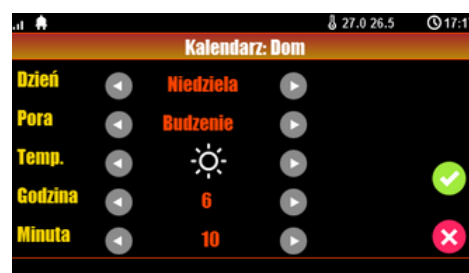 27.0 26.5 17:1
Kalendarz: Dom
Dzień Niedziela
Pora Budzenie
Temp.
Godzina 6
Minuta 10